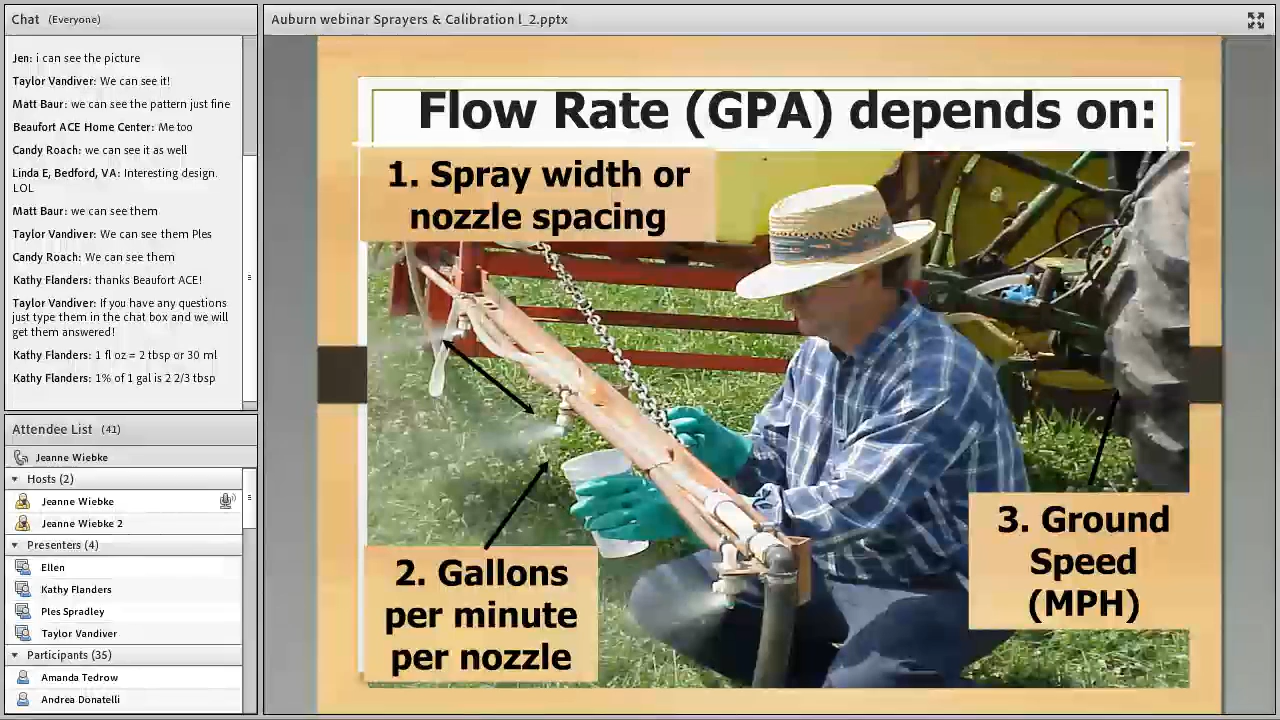 Chat (Everyone)
Jen: i can see the picture
Taylor Vandiver: We can see it!
Matt Baur: we can see the pattern just fine
Beaufort ACE Home Center: Me too
Candy Roach: we can see it as well
Linda E, Bedford, VA: Interesting design.
LOL
Matt Baur: we can see them
Taylor Vandiver: We can see them Ples
Candy Roach: We can see them
Kathy Flanders: thanks Beaufort ACE!
Taylor Vandiver: If you have any questions
just type them in the chat box and we will
get them answered!
Kathy Flanders: 1 fl oz = 2 tbsp or 30 ml
Kathy Flanders: 1% of 1 gal is 2 2/3 tbsp
Attendee List (41)
Jeanne Wiebke
Hosts (2)
Jeanne Wiebke
Jeanne Wiebke 2
Presenters (4)
Ellen
Kathy Flanders
Ples Spradley
Taylor Vandiver
Participants (35)
Amanda Tedrow
Andrea Donatelli
Auburn webinar Sprayers & Calibration l_2.pptx
Flow Rate (GPA) depends on:
1. Spray width or
nozzle spacing
2. Gallons
per minute
per nozzle
3. Ground
Speed
(MPH)